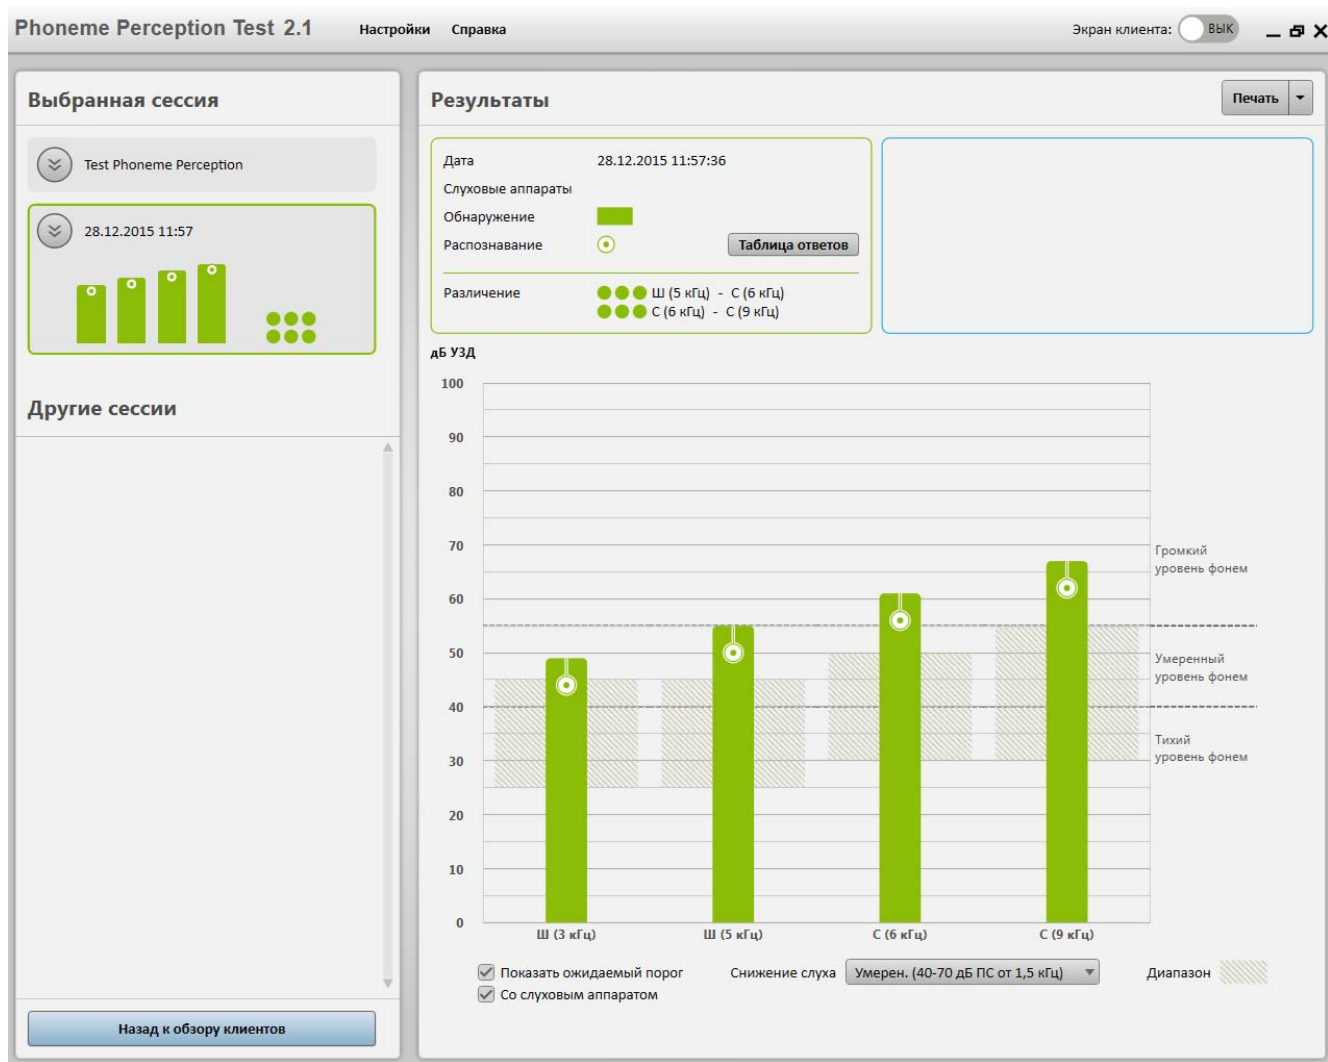 Phoneme Perception Test 2.1
Настройки
Справка
Экран клиента:
ВЫК
Выбранная сессия
Test Phoneme Perception
28.12.2015 11:57
Другие сессии
Назад к обзору клиентов
Результаты
Печать
Дата 28.12.2015 11:57:36
Слуховые аппараты
Обнаружение
Распознавание
Таблица ответов
Различение Ш (5 кГц) - С (6 кГц)
С (6 кГц) - С (9 кГц)
дБ УЗД
100
90
80
70
60
50
40
30
20
10
0
Громкий
уровень фонем
Умеренный
уровень фонем
Тихий
уровень фонем
Ш (3 кГц)
Ш (5 кГц)
С (6 кГц)
С (9 кГц)
Показать ожидаемый порог
Со слуховым аппаратом
Снижение слуха
Умерен. (40-70 дБ ПС от 1,5 кГц)
Диапазон